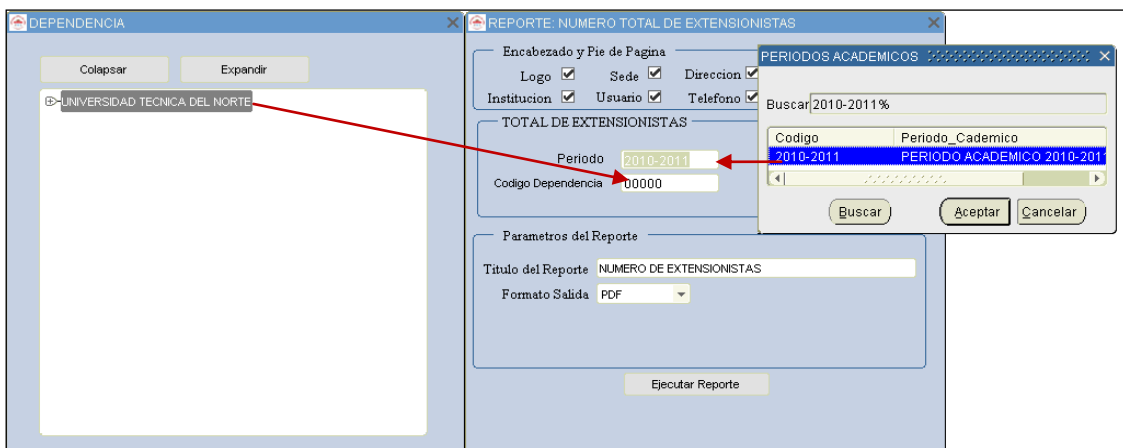 DEPENDENCIA
Colapsar Expandir
UNIVERSIDAD TECNICA DEL NORTE
REPORTE: NUMERO TOTAL DE EXTENSIONISTAS
Encabezado y Pie de Pagina
Logo Sede Direccion
Institucion Usuario Telefono
TOTAL DE EXTENSIONISTAS
Periodo 2010-2011
Codigo Dependencia 00000
Parametros del Reporte
Titulo del Reporte NUMERO DE EXTENSIONISTAS
Formato Salida PDF
Ejecutar Reporte
PERIODOS ACADEMICOS
Buscar 2010-2011%
Codigo Periodo_Cademico
2010-2011 PERIODO ACADEMICO 2010-201
Buscar Aceptar Cancelar